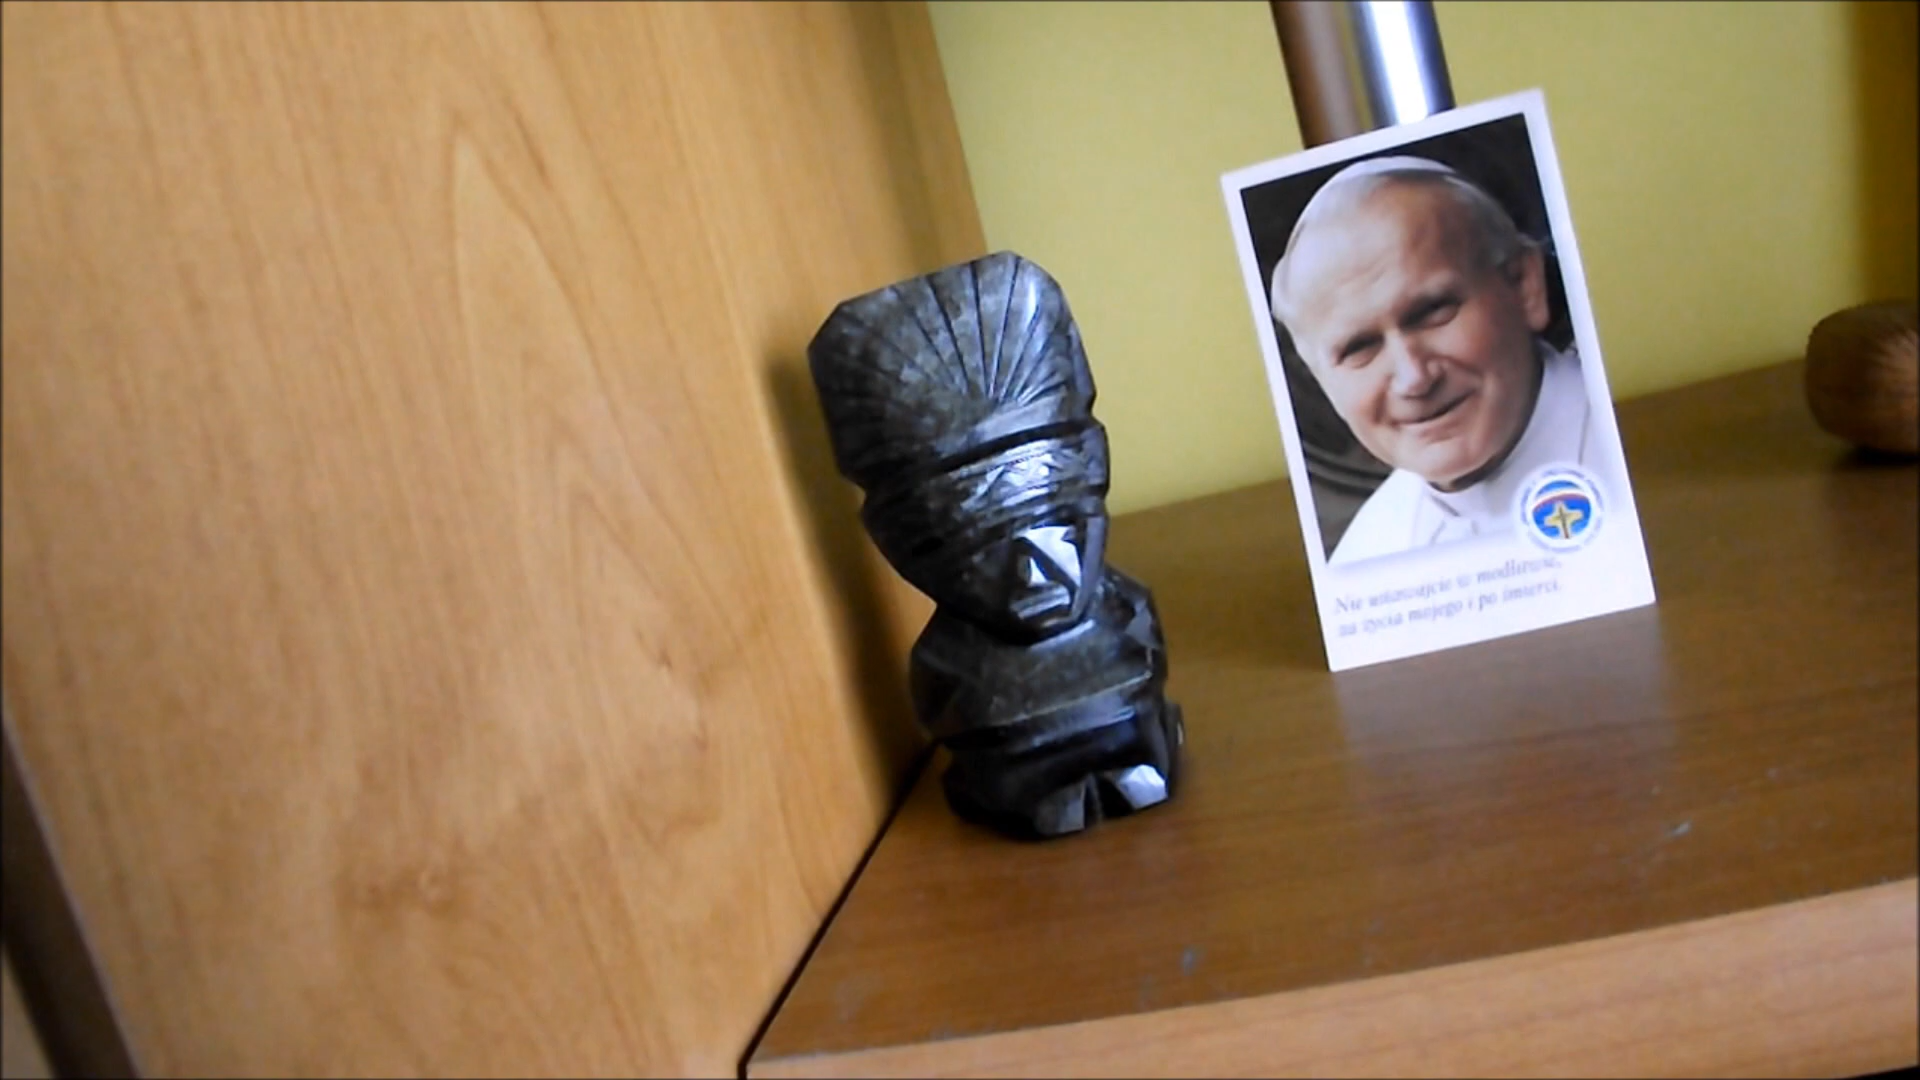 Nie ustawajcie w modlitwie,
za życia mojego i po śmierci.